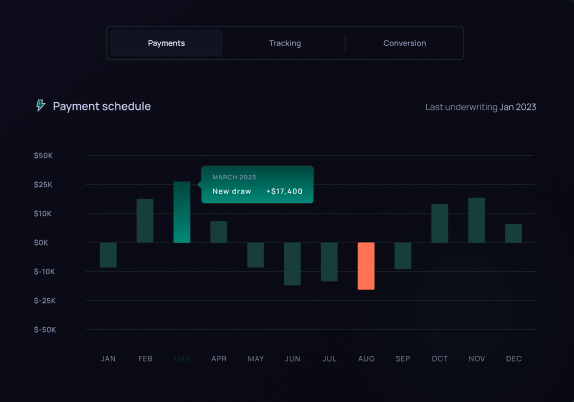 Payments Tracking Conversion
Payment schedule
Last underwriting Jan 2023
$50K
$25K
$10K
$0K
$-10K
$-25K
$-50K
MARCH 2023
New draw +$17,400
JAN FEB MAR APR MAY JUN JUL AUG SEP OCT NOV DEC